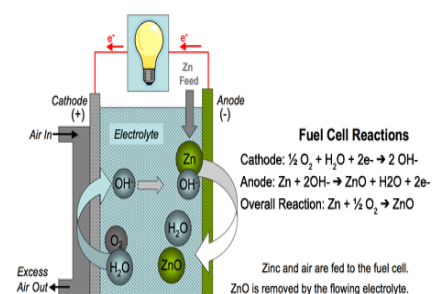 e-
e-
Zn
Feed
Cathode
(+)
Anode
(-)
Air In
Electrolyte
Zn
OH-
OH-
H₂O
O₂
H₂O
ZnO
Excess
Air Out
Fuel Cell Reactions
Cathode: ½ O₂ + H₂O + 2e- → 2 OH-
Anode: Zn + 2OH- → ZnO + H2O + 2e-
Overall Reaction: Zn + ½ O₂ → ZnO
Zinc and air are fed to the fuel cell.
ZnO is removed by the flowing electrolyte.